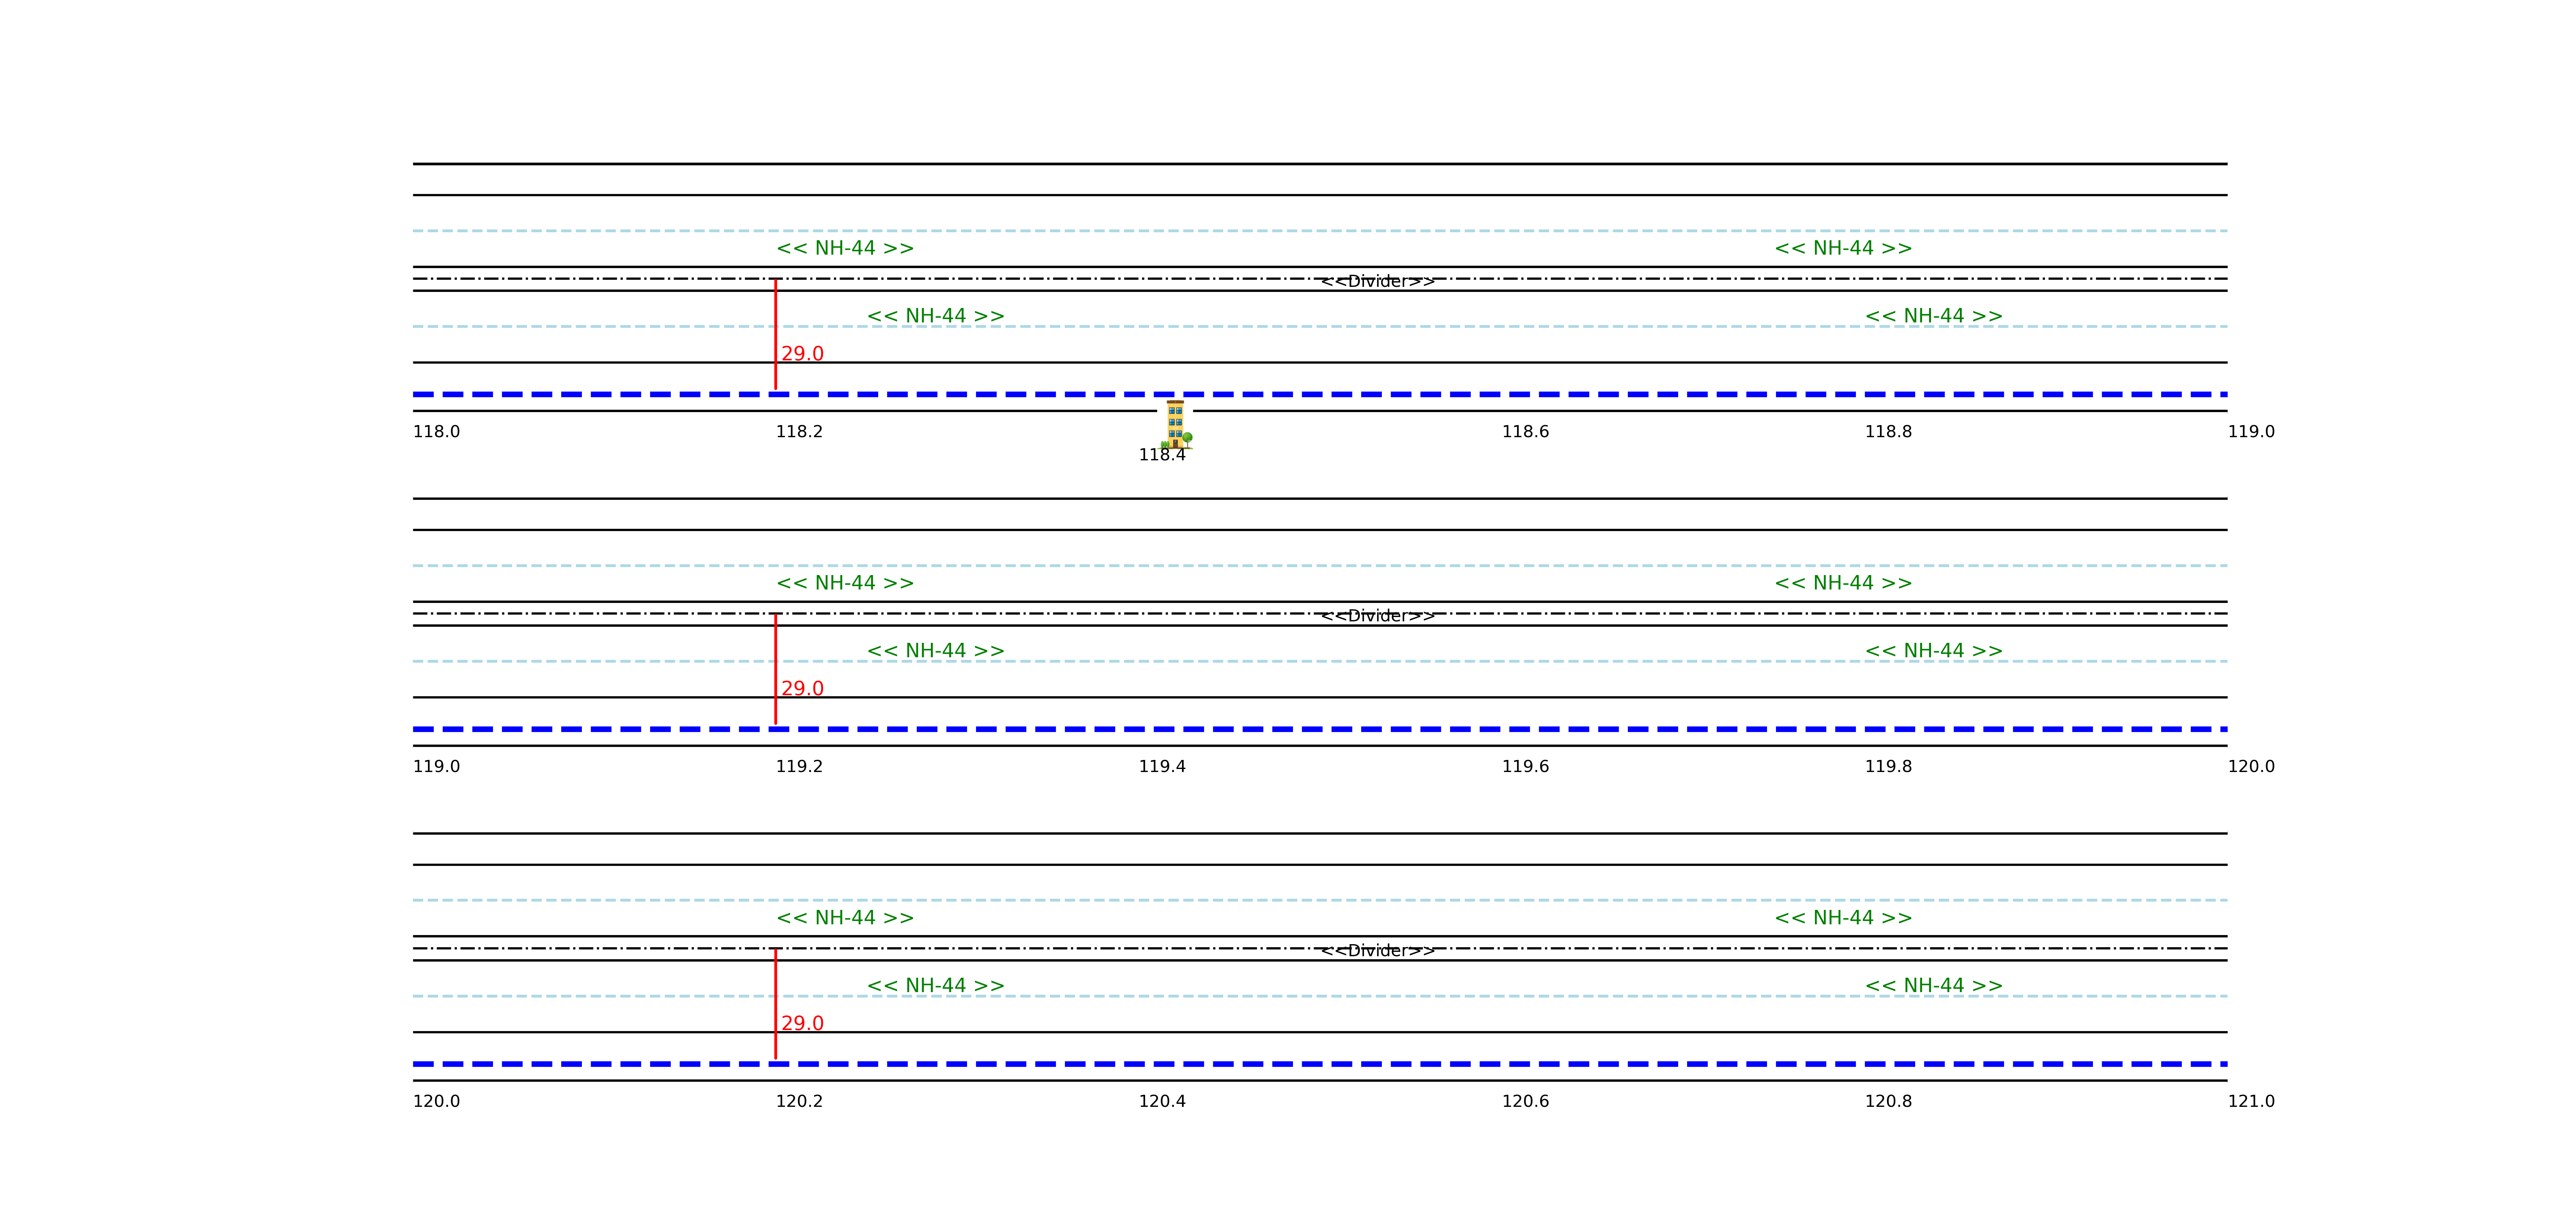 << NH-44 >> << NH-44 >>
<<Divider>>
<< NH-44 >> << NH-44 >>
29.0
118.0 118.2 118.6 118.8 119.0
118.4
<< NH-44 >> << NH-44 >>
<<Divider>>
<< NH-44 >> << NH-44 >>
29.0
119.0 119.2 119.4 119.6 119.8 120.0
<< NH-44 >> << NH-44 >>
<<Divider>>
<< NH-44 >> << NH-44 >>
29.0
120.0 120.2 120.4 120.6 120.8 121.0